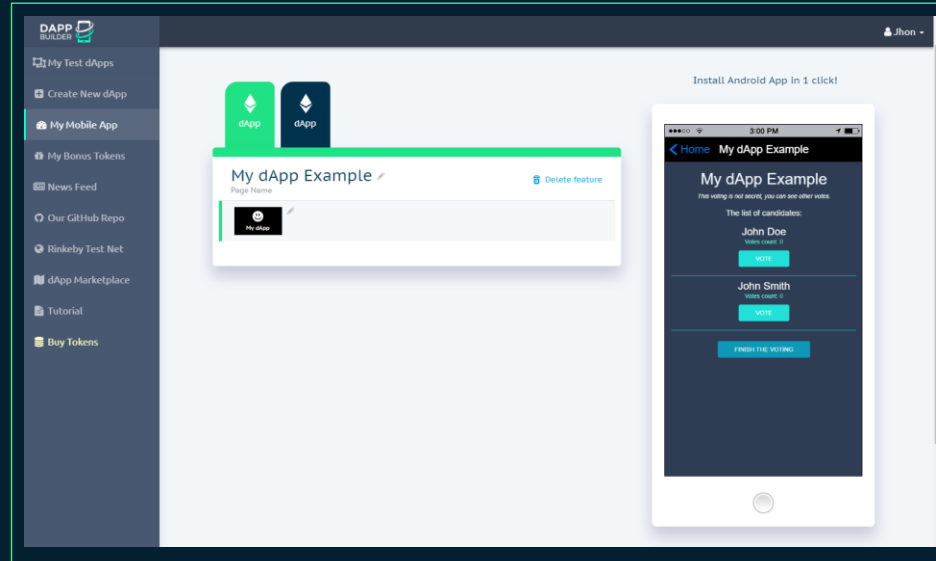 DAPP
BUILDER
Jhon
My Test dApps
Create New dApp
My Mobile App
My Bonus Tokens
News Feed
Our GitHub Repo
Rinkeby Test Net
dApp Marketplace
Tutorial
Buy Tokens
dApp
dApp
My dApp Example
Page Name
Delete feature
My dApp
Install Android App in 1 click!
3:00 PM
Home My dApp Example
My dApp Example
This voting is not secret, you can see other votes.
The list of candidates:
John Doe
Votes count: 0
VOTE
John Smith
Votes count: 0
VOTE
FINISH THE VOTING